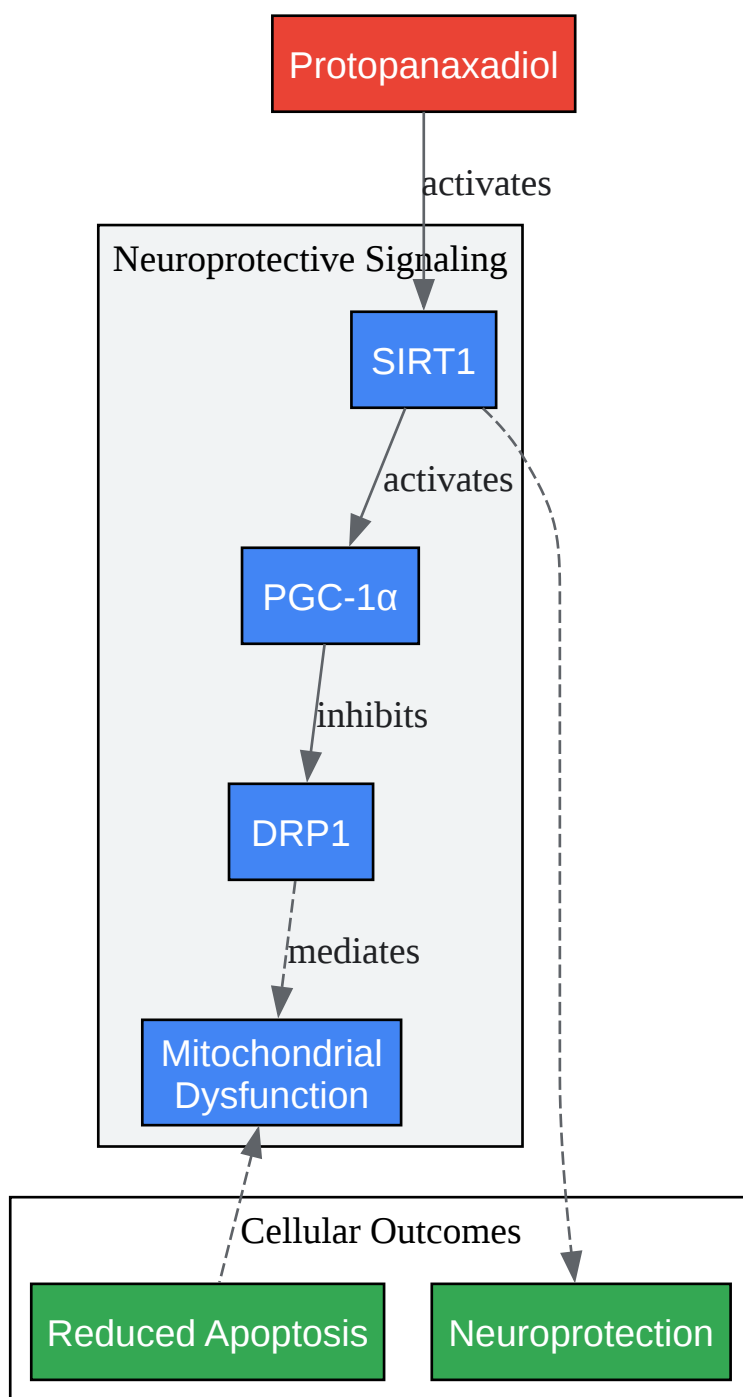 Protopanaxadiol
activates
Neuroprotective Signaling
SIRT1
activates
PGC-1α
inhibits
DRP1
mediates
Mitochondrial
Dysfunction
Cellular Outcomes
Reduced Apoptosis
Neuroprotection